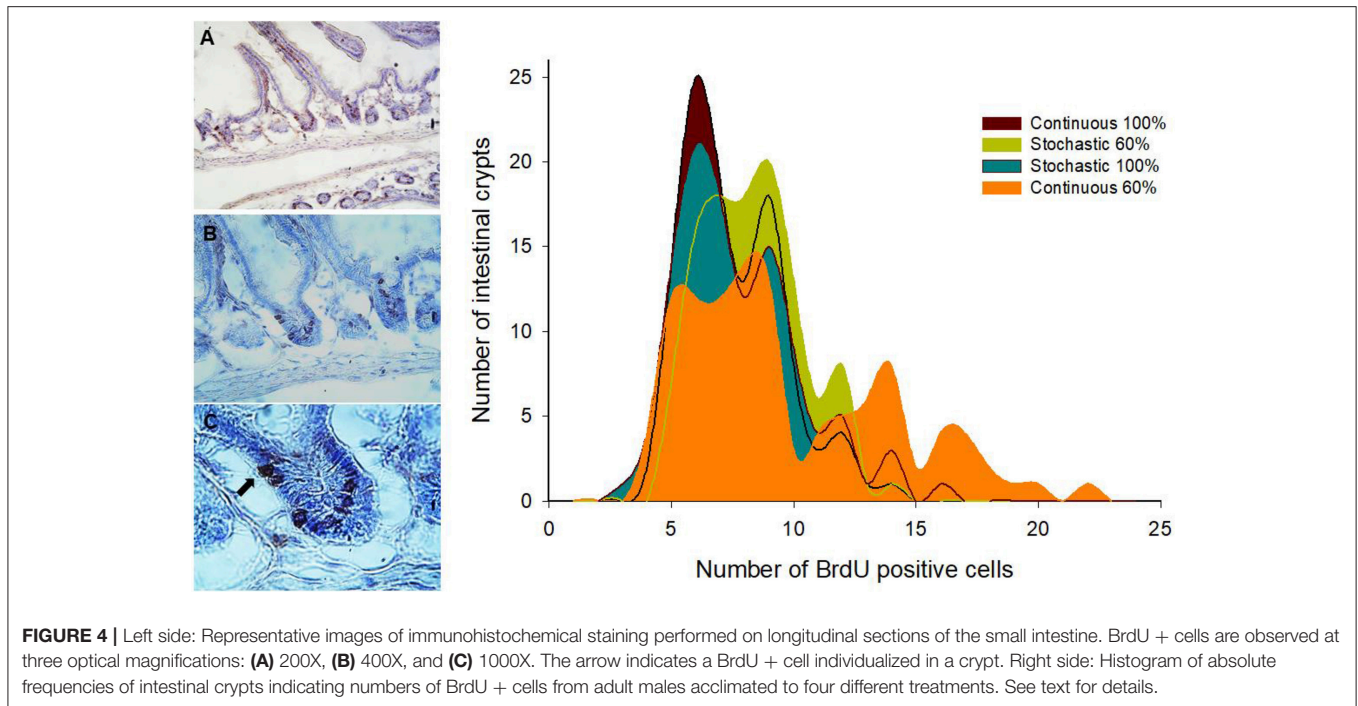 A
B
C
Number of intestinal crypts
25
20
15
10
5
0
Continuous 100%
Stochastic 60%
Stochastic 100%
Continuous 60%
0 5 10 15 20 25
Number of BrdU positive cells
FIGURE 4 | Left side: Representative images of immunohistochemical staining performed on longitudinal sections of the small intestine. BrdU + cells are observed at
three optical magnifications: (A) 200X, (B) 400X, and (C) 1000X. The arrow indicates a BrdU + cell individualized in a crypt. Right side: Histogram of absolute
frequencies of intestinal crypts indicating numbers of BrdU + cells from adult males acclimated to four different treatments. See text for details.